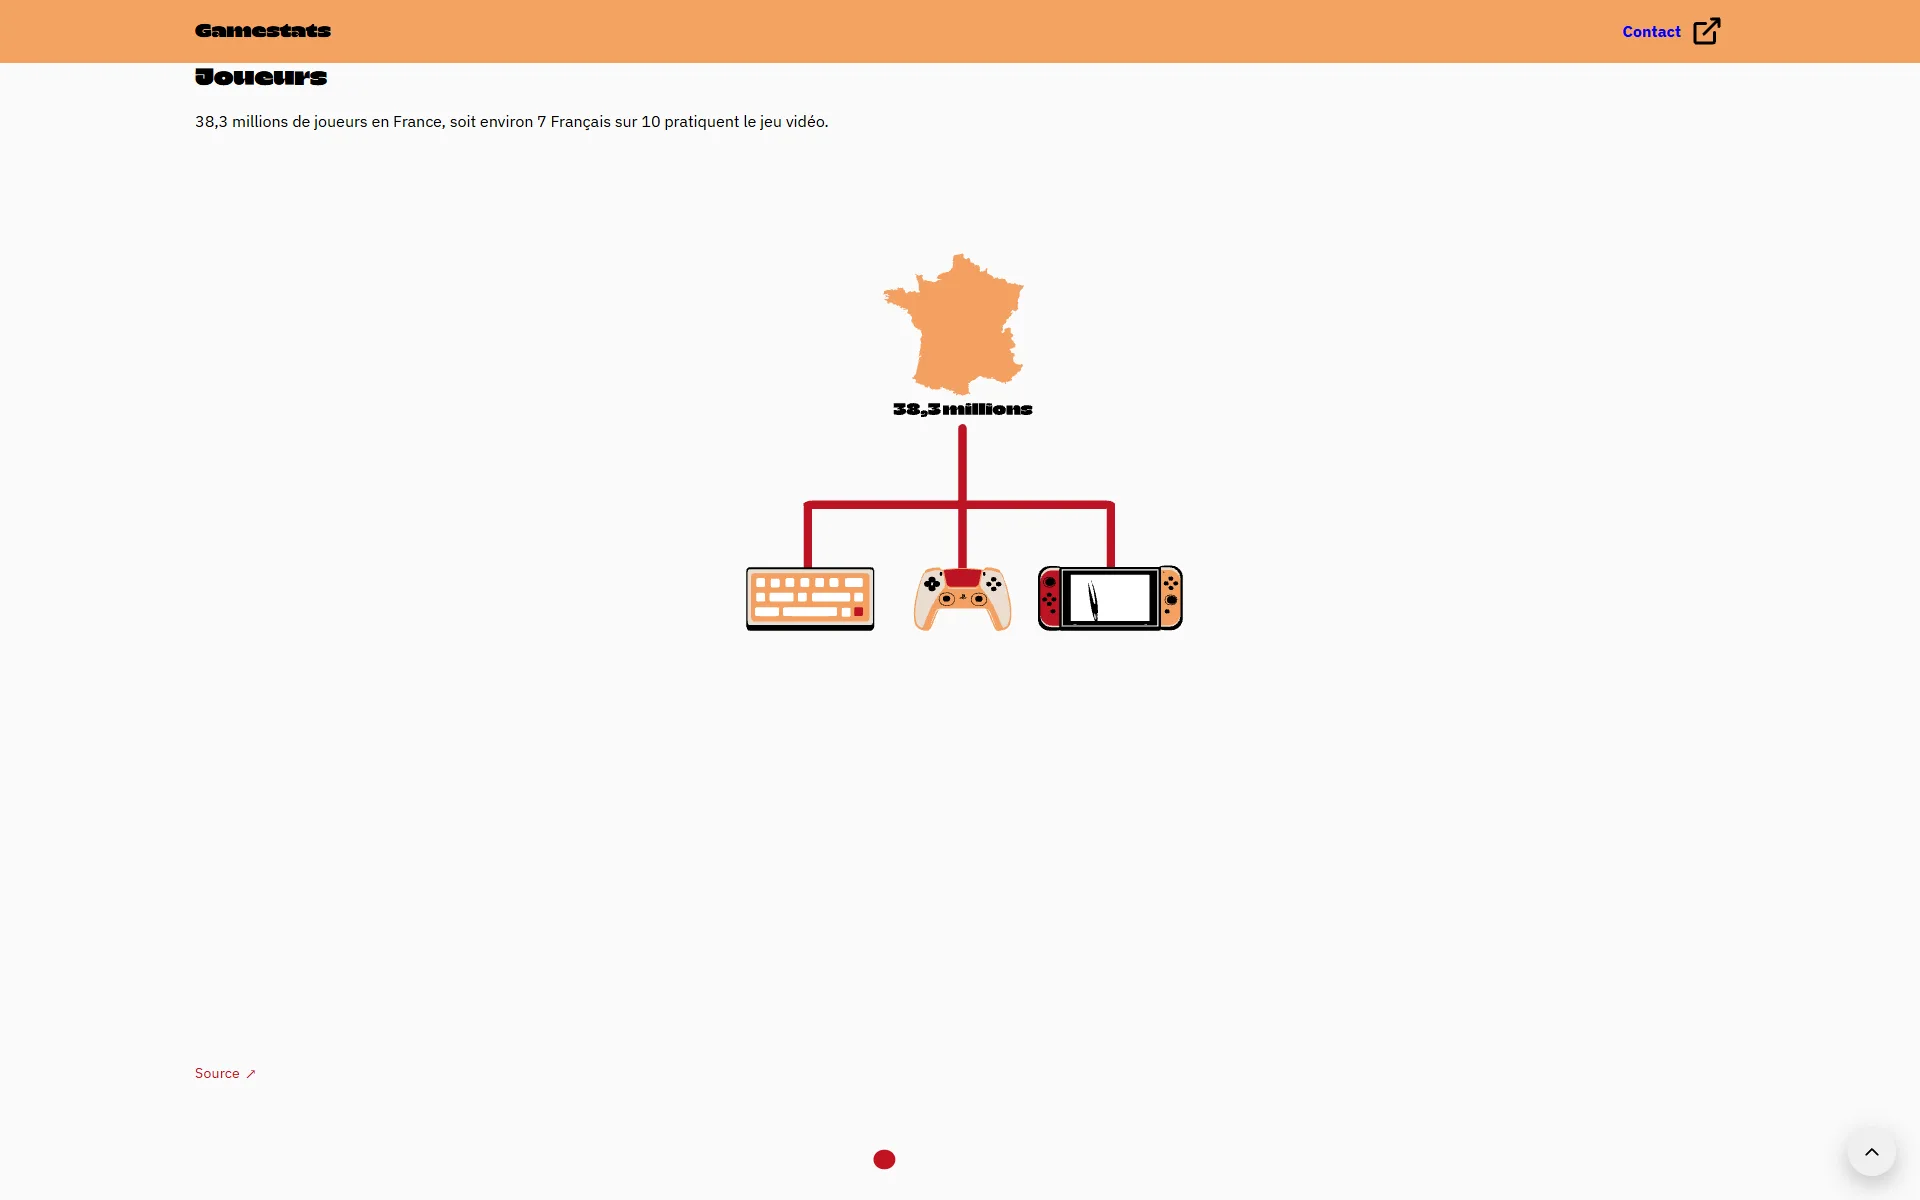 Gamestats
Contact
Joueurs
38,3 millions de joueurs en France, soit environ 7 Français sur 10 pratiquent le jeu vidéo.
38,3 millions
Source ↗